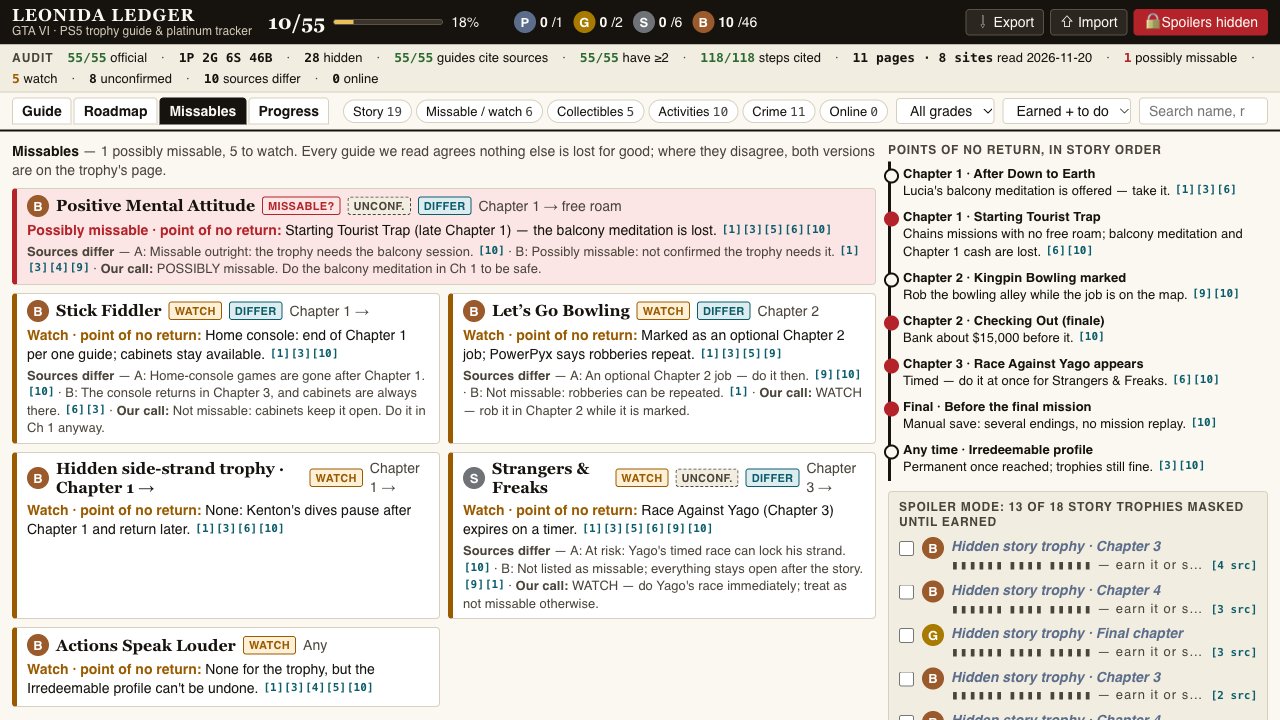 LEONIDA LEDGER
GTA VI · PS5 trophy guide & platinum tracker
10/55
18%
P 0 /1 G 0 /2 S 0 /6 B 10 /46
Export
Import
Spoilers hidden
AUDIT 55/55 official · 1P 2G 6S 46B · 28 hidden · 55/55 guides cite sources · 55/55 have ≥2 · 118/118 steps cited · 11 pages · 8 sites read 2026-11-20 · 1 possibly missable ·
5 watch · 8 unconfirmed · 10 sources differ · 0 online
Guide
Roadmap
Missables
Progress
Story 19
Missable / watch 6
Collectibles 5
Activities 10
Crime 11
Online 0
All grades
Earned + to do
Search name, r
Missables — 1 possibly missable, 5 to watch. Every guide we read agrees nothing else is lost for good; where they disagree, both versions
are on the trophy's page.
B Positive Mental Attitude MISSABLE? UNCONF. DIFFER Chapter 1 → free roam
Possibly missable · point of no return: Starting Tourist Trap (late Chapter 1) — the balcony meditation is lost. [1][3][5][6][10]
Sources differ — A: Missable outright: the trophy needs the balcony session. [10] · B: Possibly missable: not confirmed the trophy needs it. [1]
[3][4][9] · Our call: POSSIBLY missable. Do the balcony meditation in Ch 1 to be safe.
B Stick Fiddler WATCH DIFFER Chapter 1 →
Watch · point of no return: Home console: end of Chapter 1
per one guide; cabinets stay available. [1][3][10]
Sources differ — A: Home-console games are gone after Chapter 1.
[10] · B: The console returns in Chapter 3, and cabinets are always
there. [6][3] · Our call: Not missable: cabinets keep it open. Do it in
Ch 1 anyway.
B Let's Go Bowling WATCH DIFFER Chapter 2
Watch · point of no return: Marked as an optional Chapter 2
job; PowerPyx says robberies repeat. [1][3][5][9]
Sources differ — A: An optional Chapter 2 job — do it then. [9][10]
· B: Not missable: robberies can be repeated. [1] · Our call: WATCH
— rob it in Chapter 2 while it is marked.
B Hidden side-strand trophy ·
Chapter 1 →
WATCH
Chapter
1 →
Watch · point of no return: None: Kenton's dives pause after
Chapter 1 and return later. [1][3][6][10]
S Strangers &
Freaks
WATCH UNCONF. DIFFER
Chapter
3 →
Watch · point of no return: Race Against Yago (Chapter 3)
expires on a timer. [1][3][5][6][9][10]
Sources differ — A: At risk: Yago's timed race can lock his strand.
[10] · B: Not listed as missable; everything stays open after the story.
[9][1] · Our call: WATCH — do Yago's race immediately; treat as
not missable otherwise.
B Actions Speak Louder WATCH Any
Watch · point of no return: None for the trophy, but the
Irredeemable profile can't be undone. [1][3][4][5][10]
POINTS OF NO RETURN, IN STORY ORDER
Chapter 1 · After Down to Earth
Lucia's balcony meditation is offered — take it. [1][3][6]
Chapter 1 · Starting Tourist Trap
Chains missions with no free roam; balcony meditation and
Chapter 1 cash are lost. [6][10]
Chapter 2 · Kingpin Bowling marked
Rob the bowling alley while the job is on the map. [9][10]
Chapter 2 · Checking Out (finale)
Bank about $15,000 before it. [10]
Chapter 3 · Race Against Yago appears
Timed — do it at once for Strangers & Freaks. [6][10]
Final · Before the final mission
Manual save: several endings, no mission replay. [10]
Any time · Irredeemable profile
Permanent once reached; trophies still fine. [3][10]
SPOILER MODE: 13 OF 18 STORY TROPHIES MASKED
UNTIL EARNED
B Hidden story trophy · Chapter 3
▮▮▮▮▮▮ ▮▮▮▮ ▮▮▮▮▮ — earn it or s… [4 src]
B Hidden story trophy · Chapter 4
▮▮▮▮▮▮ ▮▮▮▮ ▮▮▮▮▮ — earn it or s… [3 src]
G Hidden story trophy · Final chapter
▮▮▮▮▮▮ ▮▮▮▮ ▮▮▮▮▮ — earn it or s… [3 src]
B Hidden story trophy · Chapter 3
▮▮▮▮▮▮ ▮▮▮▮ ▮▮▮▮▮ — earn it or s… [2 src]